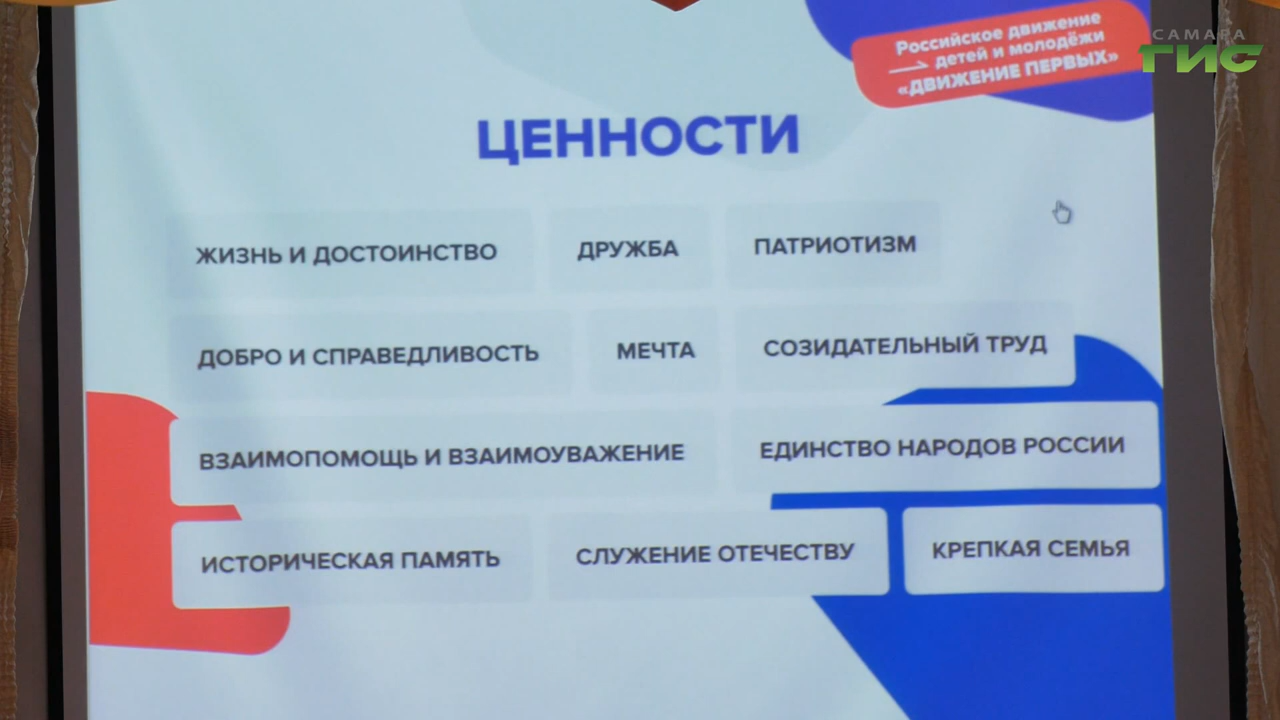 Российское движение
детей и молодёжи
«ДВИЖЕНИЕ ПЕРВЫХ»
САМАРА
ГИС
ЦЕННОСТИ
ЖИЗНЬ И ДОСТОИНСТВО ДРУЖБА ПАТРИОТИЗМ
ДОБРО И СПРАВЕДЛИВОСТЬ МЕЧТА СОЗИДАТЕЛЬНЫЙ ТРУД
ВЗАИМОПОМОЩЬ И ВЗАИМОУВАЖЕНИЕ ЕДИНСТВО НАРОДОВ РОССИИ
ИСТОРИЧЕСКАЯ ПАМЯТЬ СЛУЖЕНИЕ ОТЕЧЕСТВУ КРЕПКАЯ СЕМЬЯ